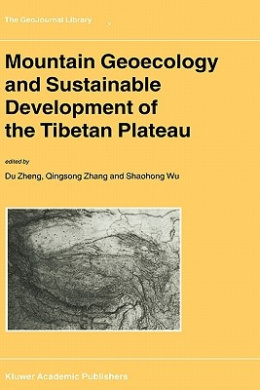 The GeoJournal Library
Mountain Geoecology
and Sustainable
Development of
the Tibetan Plateau
edited by
Du Zheng, Qingsong Zhang and Shaohong Wu
Kluwer Academic Publishers